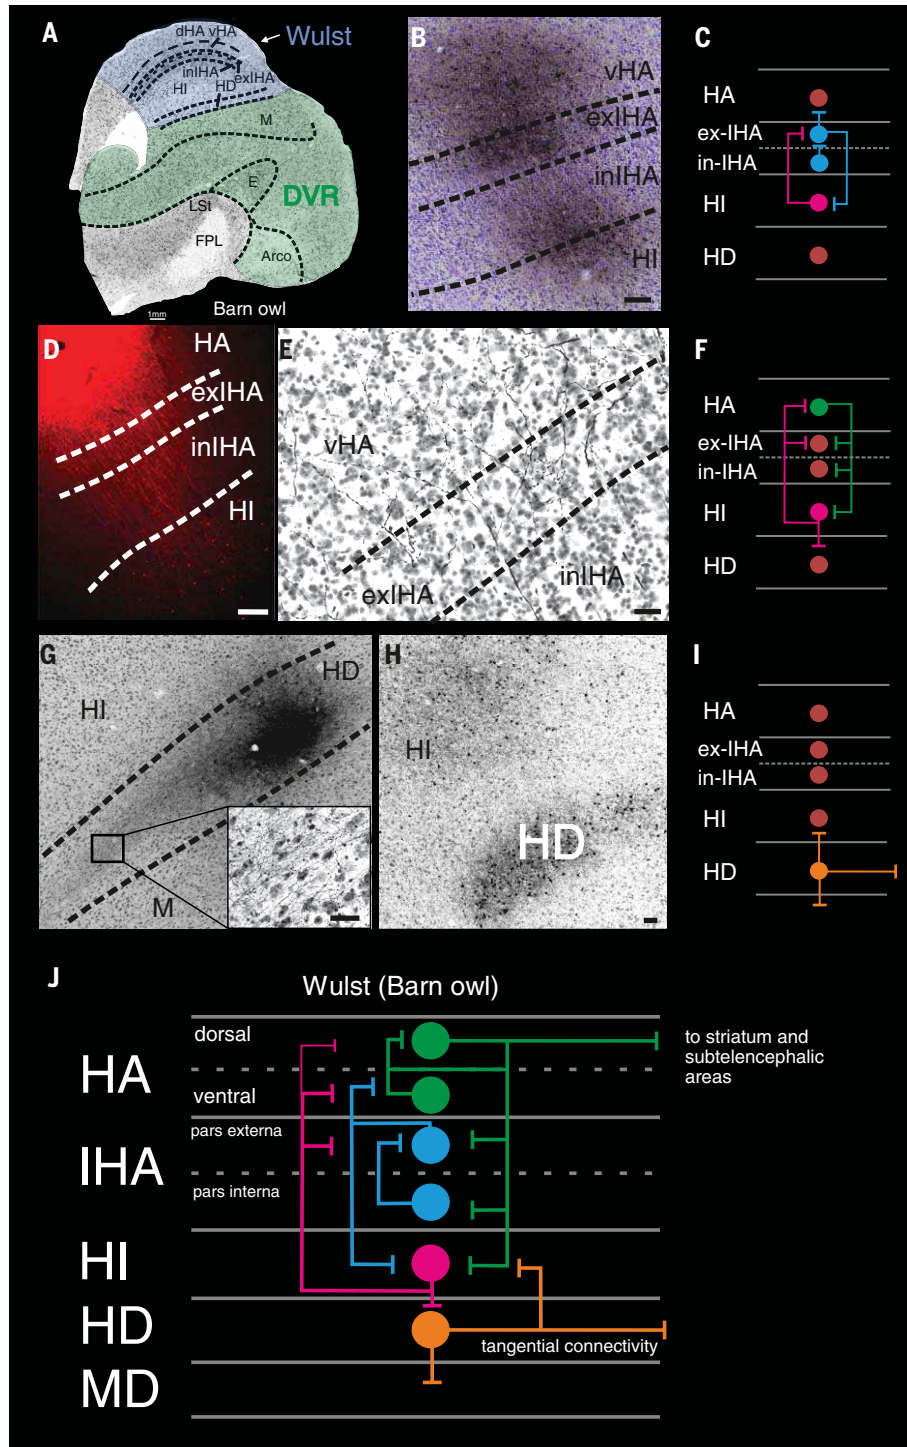 A
dHA vHA
Wulst
inIHA
exIHA
HI
HD
M
E
DVR
LSt
FPL
Arco
1mm
Barn owl
B
vHA
exIHA
inIHA
HI
C
HA
ex-IHA
in-IHA
HI
HD
D
HA
exIHA
inIHA
HI
E
vHA
exIHA
inIHA
F
HA
ex-IHA
in-IHA
HI
HD
G
HD
HI
M
H
HI
HD
I
HA
ex-IHA
in-IHA
HI
HD
J
Wulst (Barn owl)
dorsal
to striatum and
subtelencephalic
areas
HA
ventral
pars externa
IHA
pars interna
HI
HD
tangential connectivity
MD